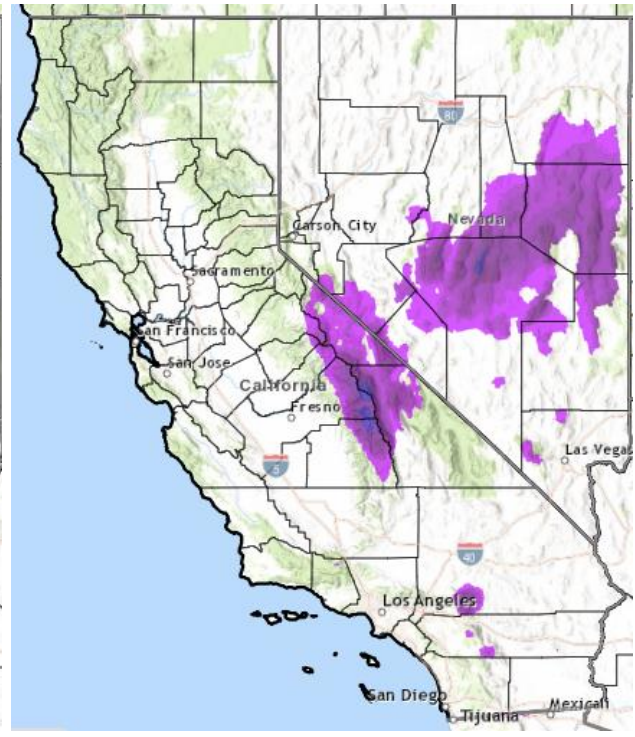 80
Nevada
Carson City
Sacramento
San Francisco
San Jose
California
Fresno
5
Las Vegas
40
Los Angeles
San Diego
Tijuana
Mexicali